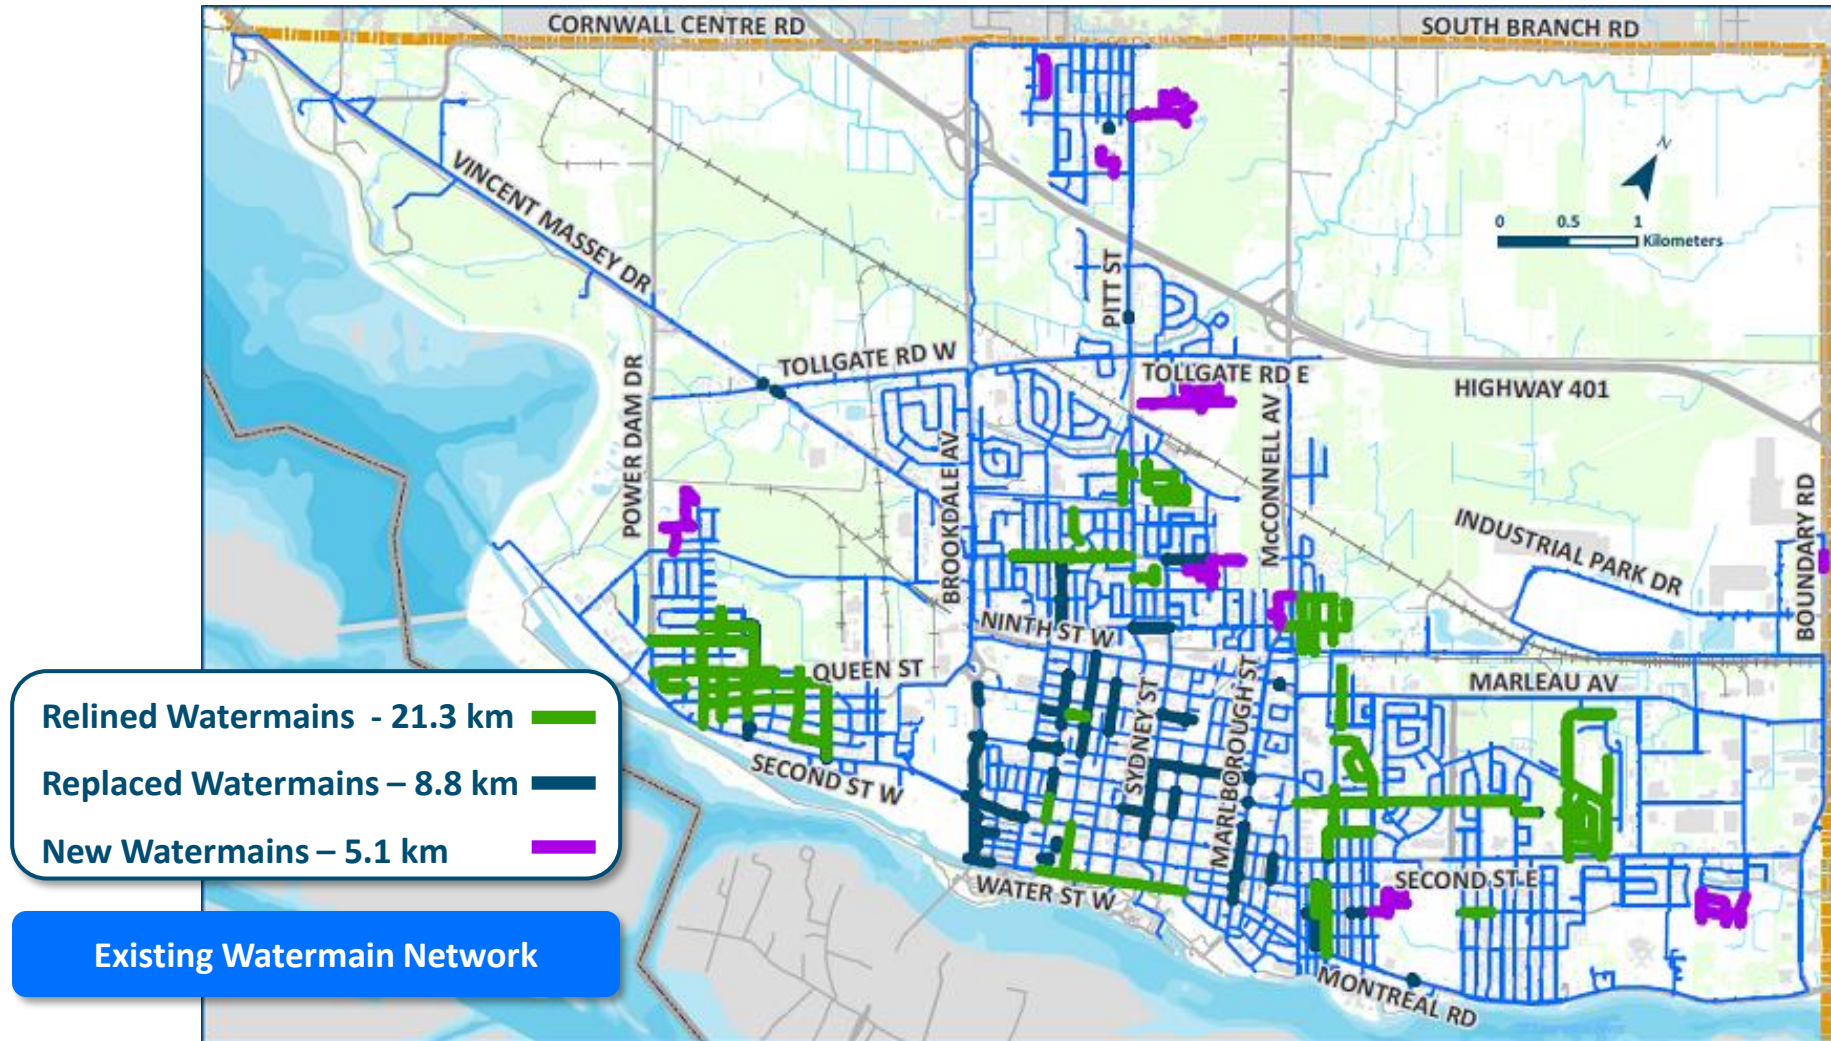 CORNWALL CENTRE RD
SOUTH BRANCH RD
N
0 0.5 1
Kilometers
VINCENT MASSEY DR
PITT ST
TOLLGATE RD W
TOLLGATE RD E
HIGHWAY 401
POWER DAM DR
BROOKDALE AV
McCONNELL AV
BOUNDARY RD
INDUSTRIAL PARK DR
NINTH ST W
QUEEN ST
MARLEAU AV
SYDNEY ST
MARLBOROUGH ST
SECOND ST W
SECOND ST E
WATER ST W
MONTREAL RD
Relined Watermains - 21.3 km
Replaced Watermains – 8.8 km
New Watermains – 5.1 km
Existing Watermain Network